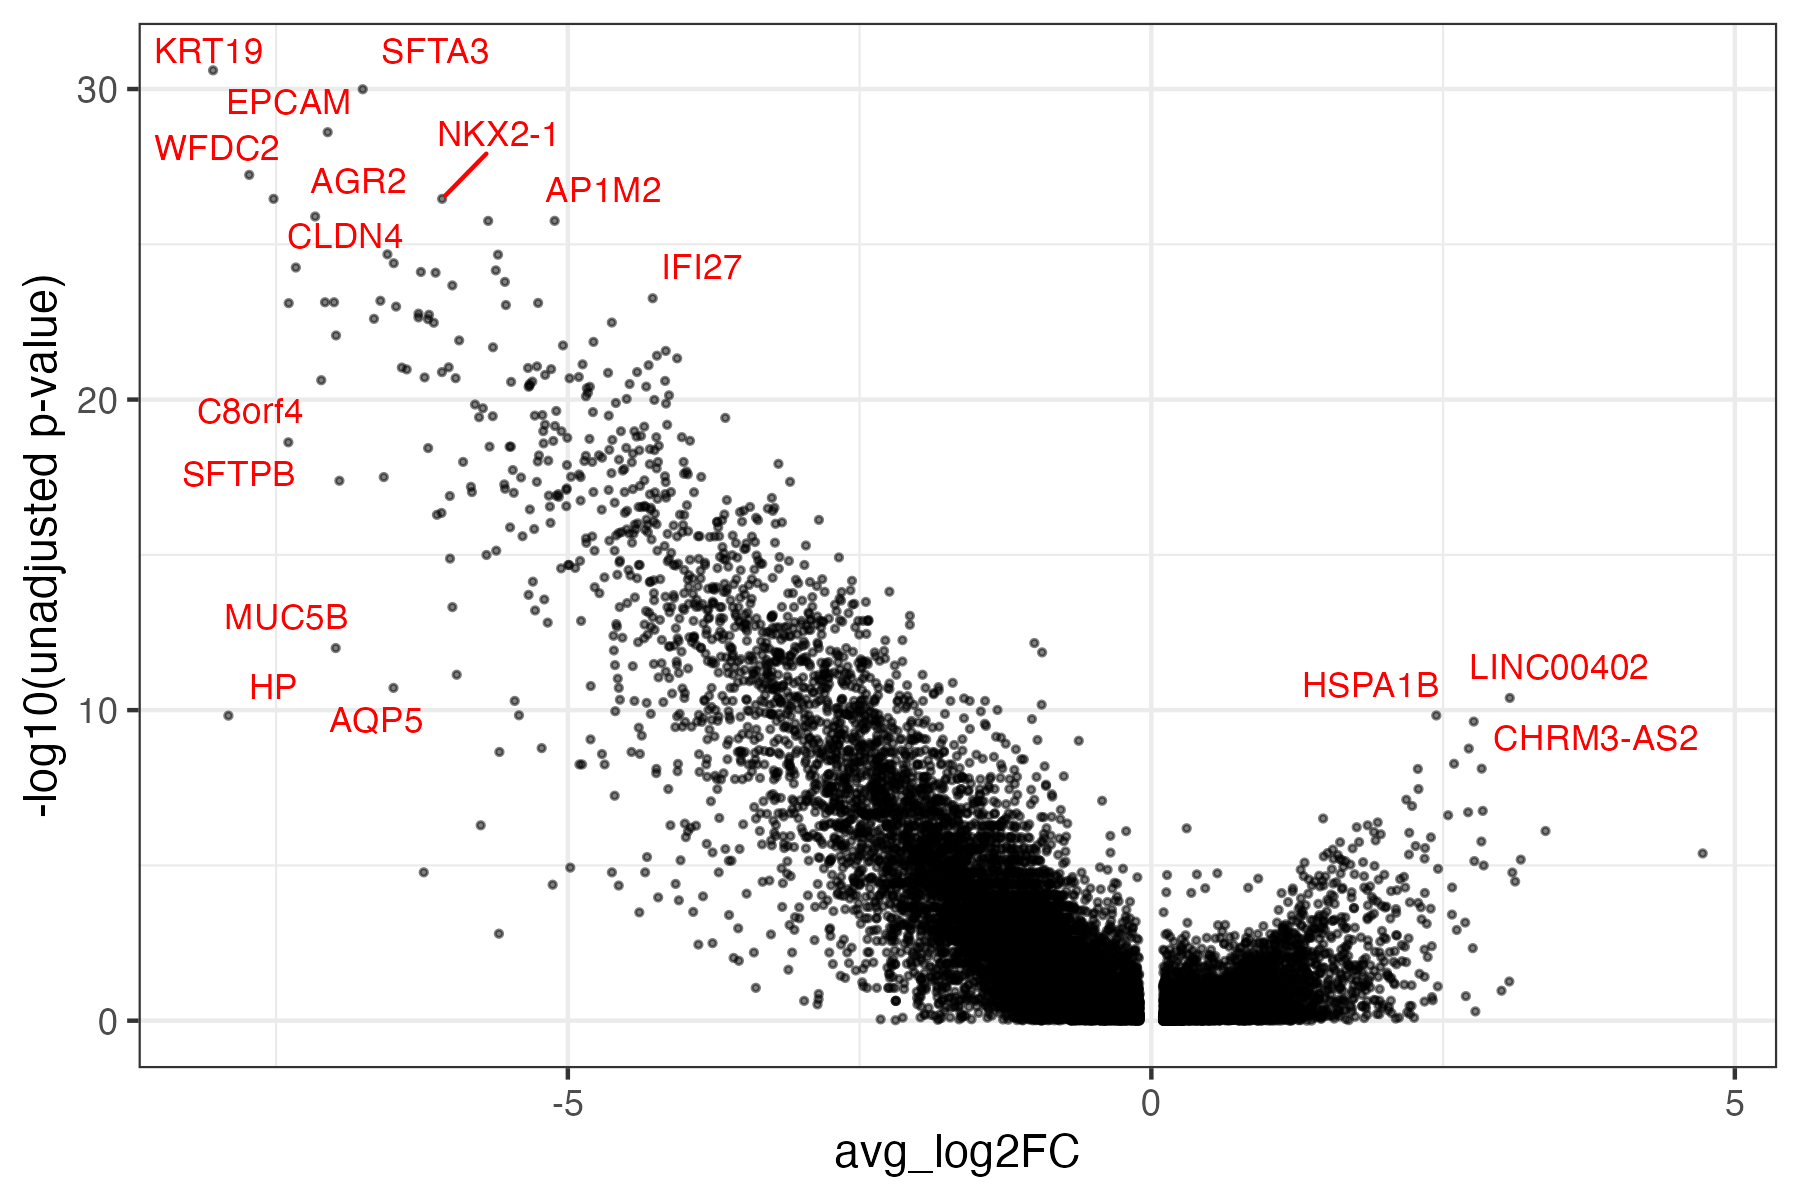 KRT19
SFTA3
30
EPCAM
NKX2-1
WFDC2
AGR2
AP1M2
CLDN4
IFI27
20
C8orf4
SFTPB
MUC5B
LINC00402
HSPA1B
HP
10
AQP5
CHRM3-AS2
0
-5
0
5
avg_log2FC
-log10(unadjusted p-value)